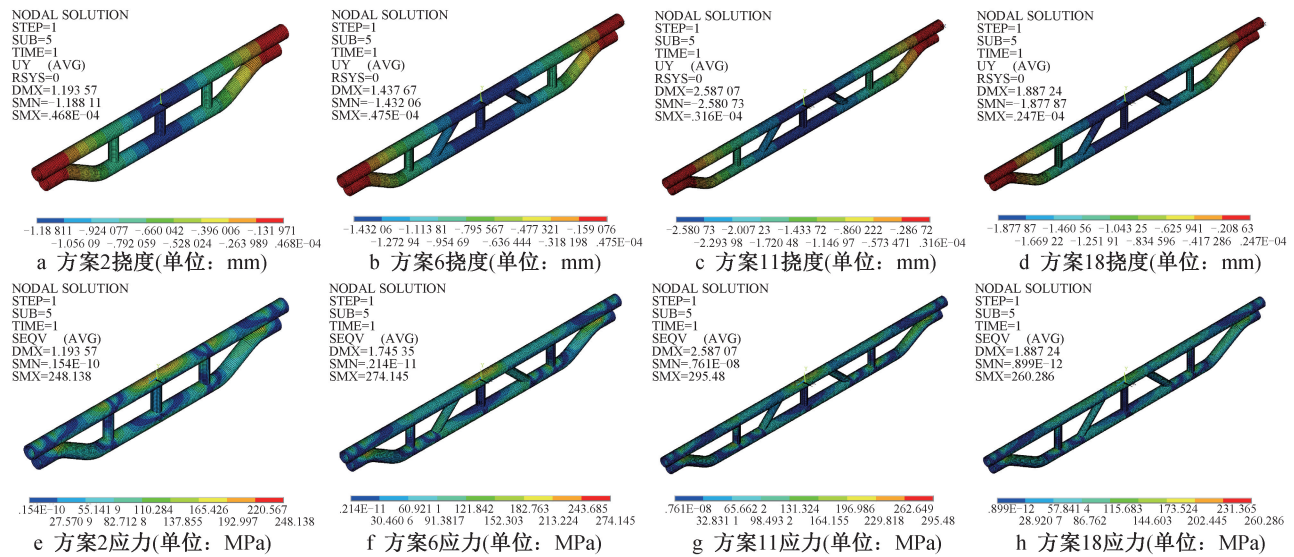 NODAL SOLUTION
STEP=1
SUB=5
TIME=1
UY (AVG)
RSYS=0
DMX=1.193 57
SMN=−1.188 11
SMX=.468E−04
−1.18 811 −.924 077 −.660 042 −.396 006 −.131 971
−1.056 09 −.792 059 −.528 024 −.263 989 .468E−04
a 方案2挠度(单位：mm)
NODAL SOLUTION
STEP=1
SUB=5
TIME=1
UY (AVG)
RSYS=0
DMX=1.437 67
SMN=−1.432 06
SMX=.475E−04
−1.432 06 −1.113 81 −.795 567 −.477 321 −.159 076
−1.272 94 −.954 69 −.636 444 −.318 198 .475E−04
b 方案6挠度(单位：mm)
NODAL SOLUTION
STEP=1
SUB=5
TIME=1
UY (AVG)
RSYS=0
DMX=2.587 07
SMN=−2.580 73
SMX=.316E−04
−2.580 73 −2.007 23 −1.433 72 −.860 222 −.286 72
−2.293 98 −1.720 48 −1.146 97 −.573 471 .316E−04
c 方案11挠度(单位：mm)
NODAL SOLUTION
STEP=1
SUB=5
TIME=1
UY (AVG)
RSYS=0
DMX=1.887 24
SMN=−1.877 87
SMX=.247E−04
−1.877 87 −1.460 56 −1.043 25 −.625 941 −.208 63
−1.669 22 −1.251 91 −.834 596 −.417 286 .247E−04
d 方案18挠度(单位：mm)
NODAL SOLUTION
STEP=1
SUB=5
TIME=1
SEQV (AVG)
DMX=1.193 57
SMN=.154E−10
SMX=248.138
.154E−10 55.141 9 110.284 165.426 220.567
27.570 9 82.712 8 137.855 192.997 248.138
e 方案2应力(单位：MPa)
NODAL SOLUTION
STEP=1
SUB=5
TIME=1
SEQV (AVG)
DMX=1.745 35
SMN=.214E−11
SMX=274.145
.214E−11 60.921 1 121.842 182.763 243.685
30.460 6 91.3817 152.303 213.224 274.145
f 方案6应力(单位：MPa)
NODAL SOLUTION
STEP=1
SUB=5
TIME=1
SEQV (AVG)
DMX=2.587 07
SMN=.761E−08
SMX=295.48
.761E−08 65.662 2 131.324 196.986 262.649
32.831 1 98.493 2 164.155 229.818 295.48
g 方案11应力(单位：MPa)
NODAL SOLUTION
STEP=1
SUB=5
TIME=1
SEQV (AVG)
DMX=1.887 24
SMN=.899E−12
SMX=260.286
.899E−12 57.841 4 115.683 173.524 231.365
28.920 7 86.762 144.603 202.445 260.286
h 方案18应力(单位：MPa)